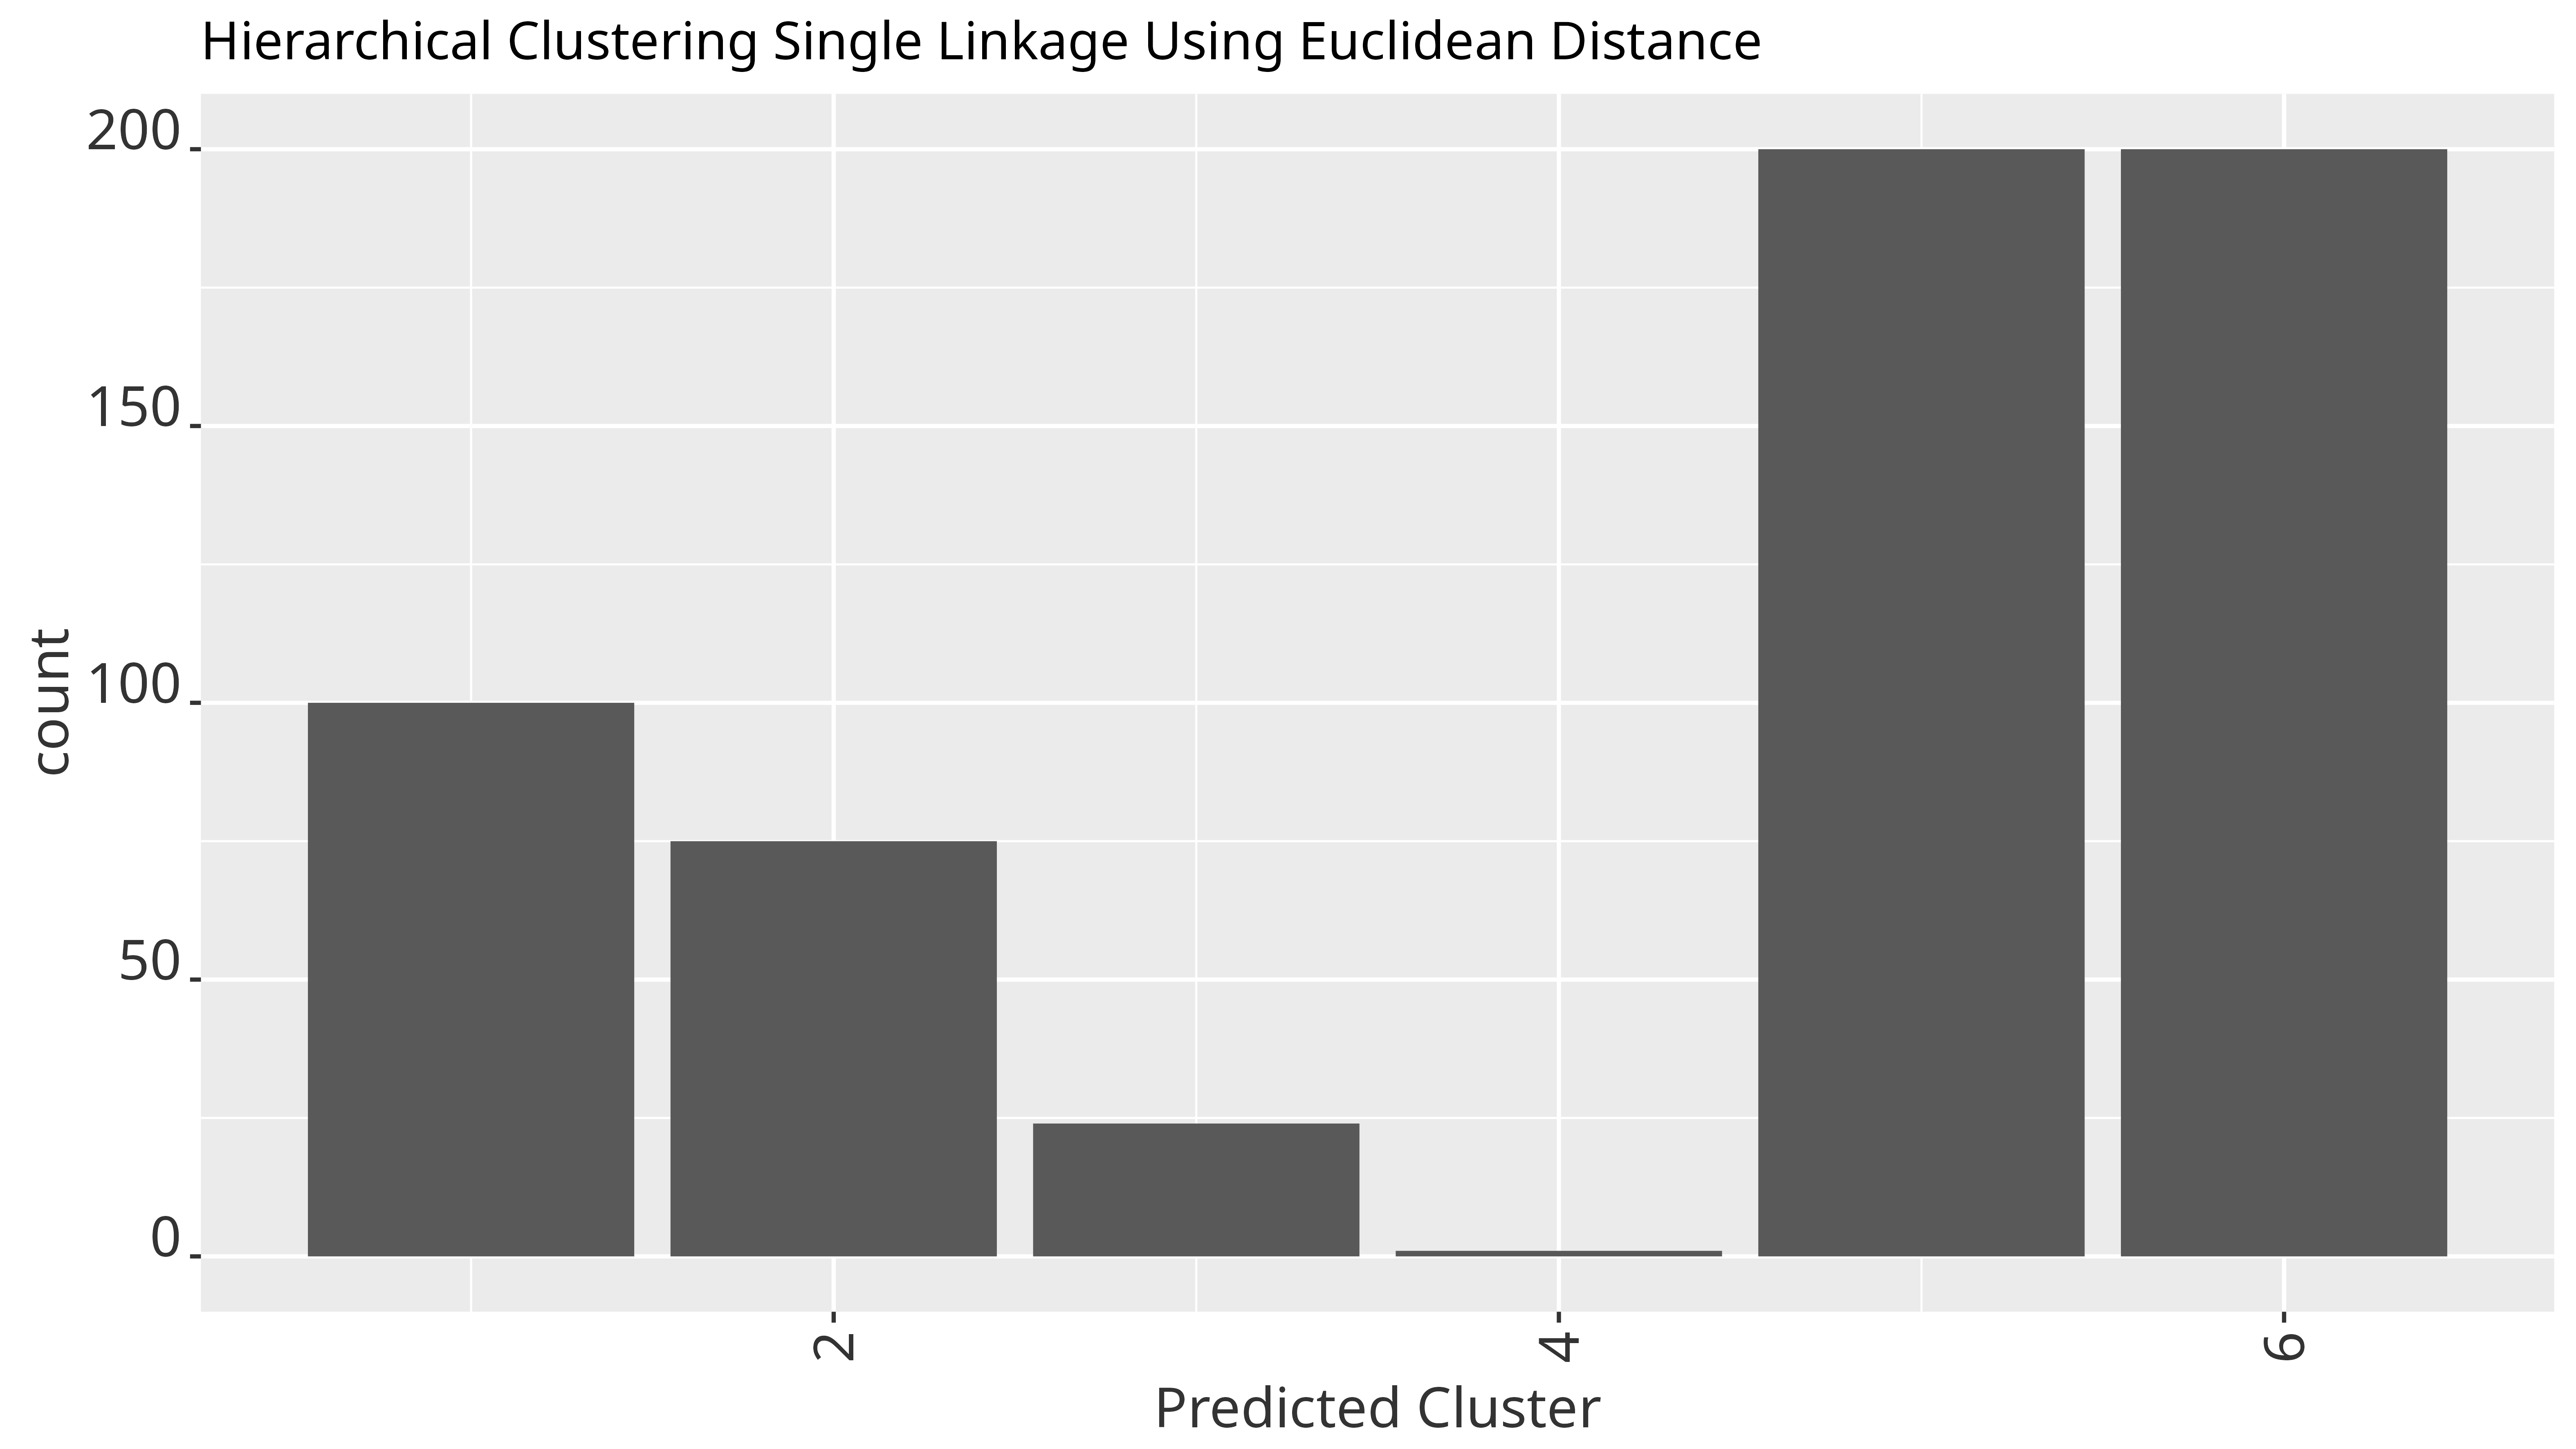 Hierarchical Clustering Single Linkage Using Euclidean Distance
200
150
100
50
0
count
2
4
6
Predicted Cluster